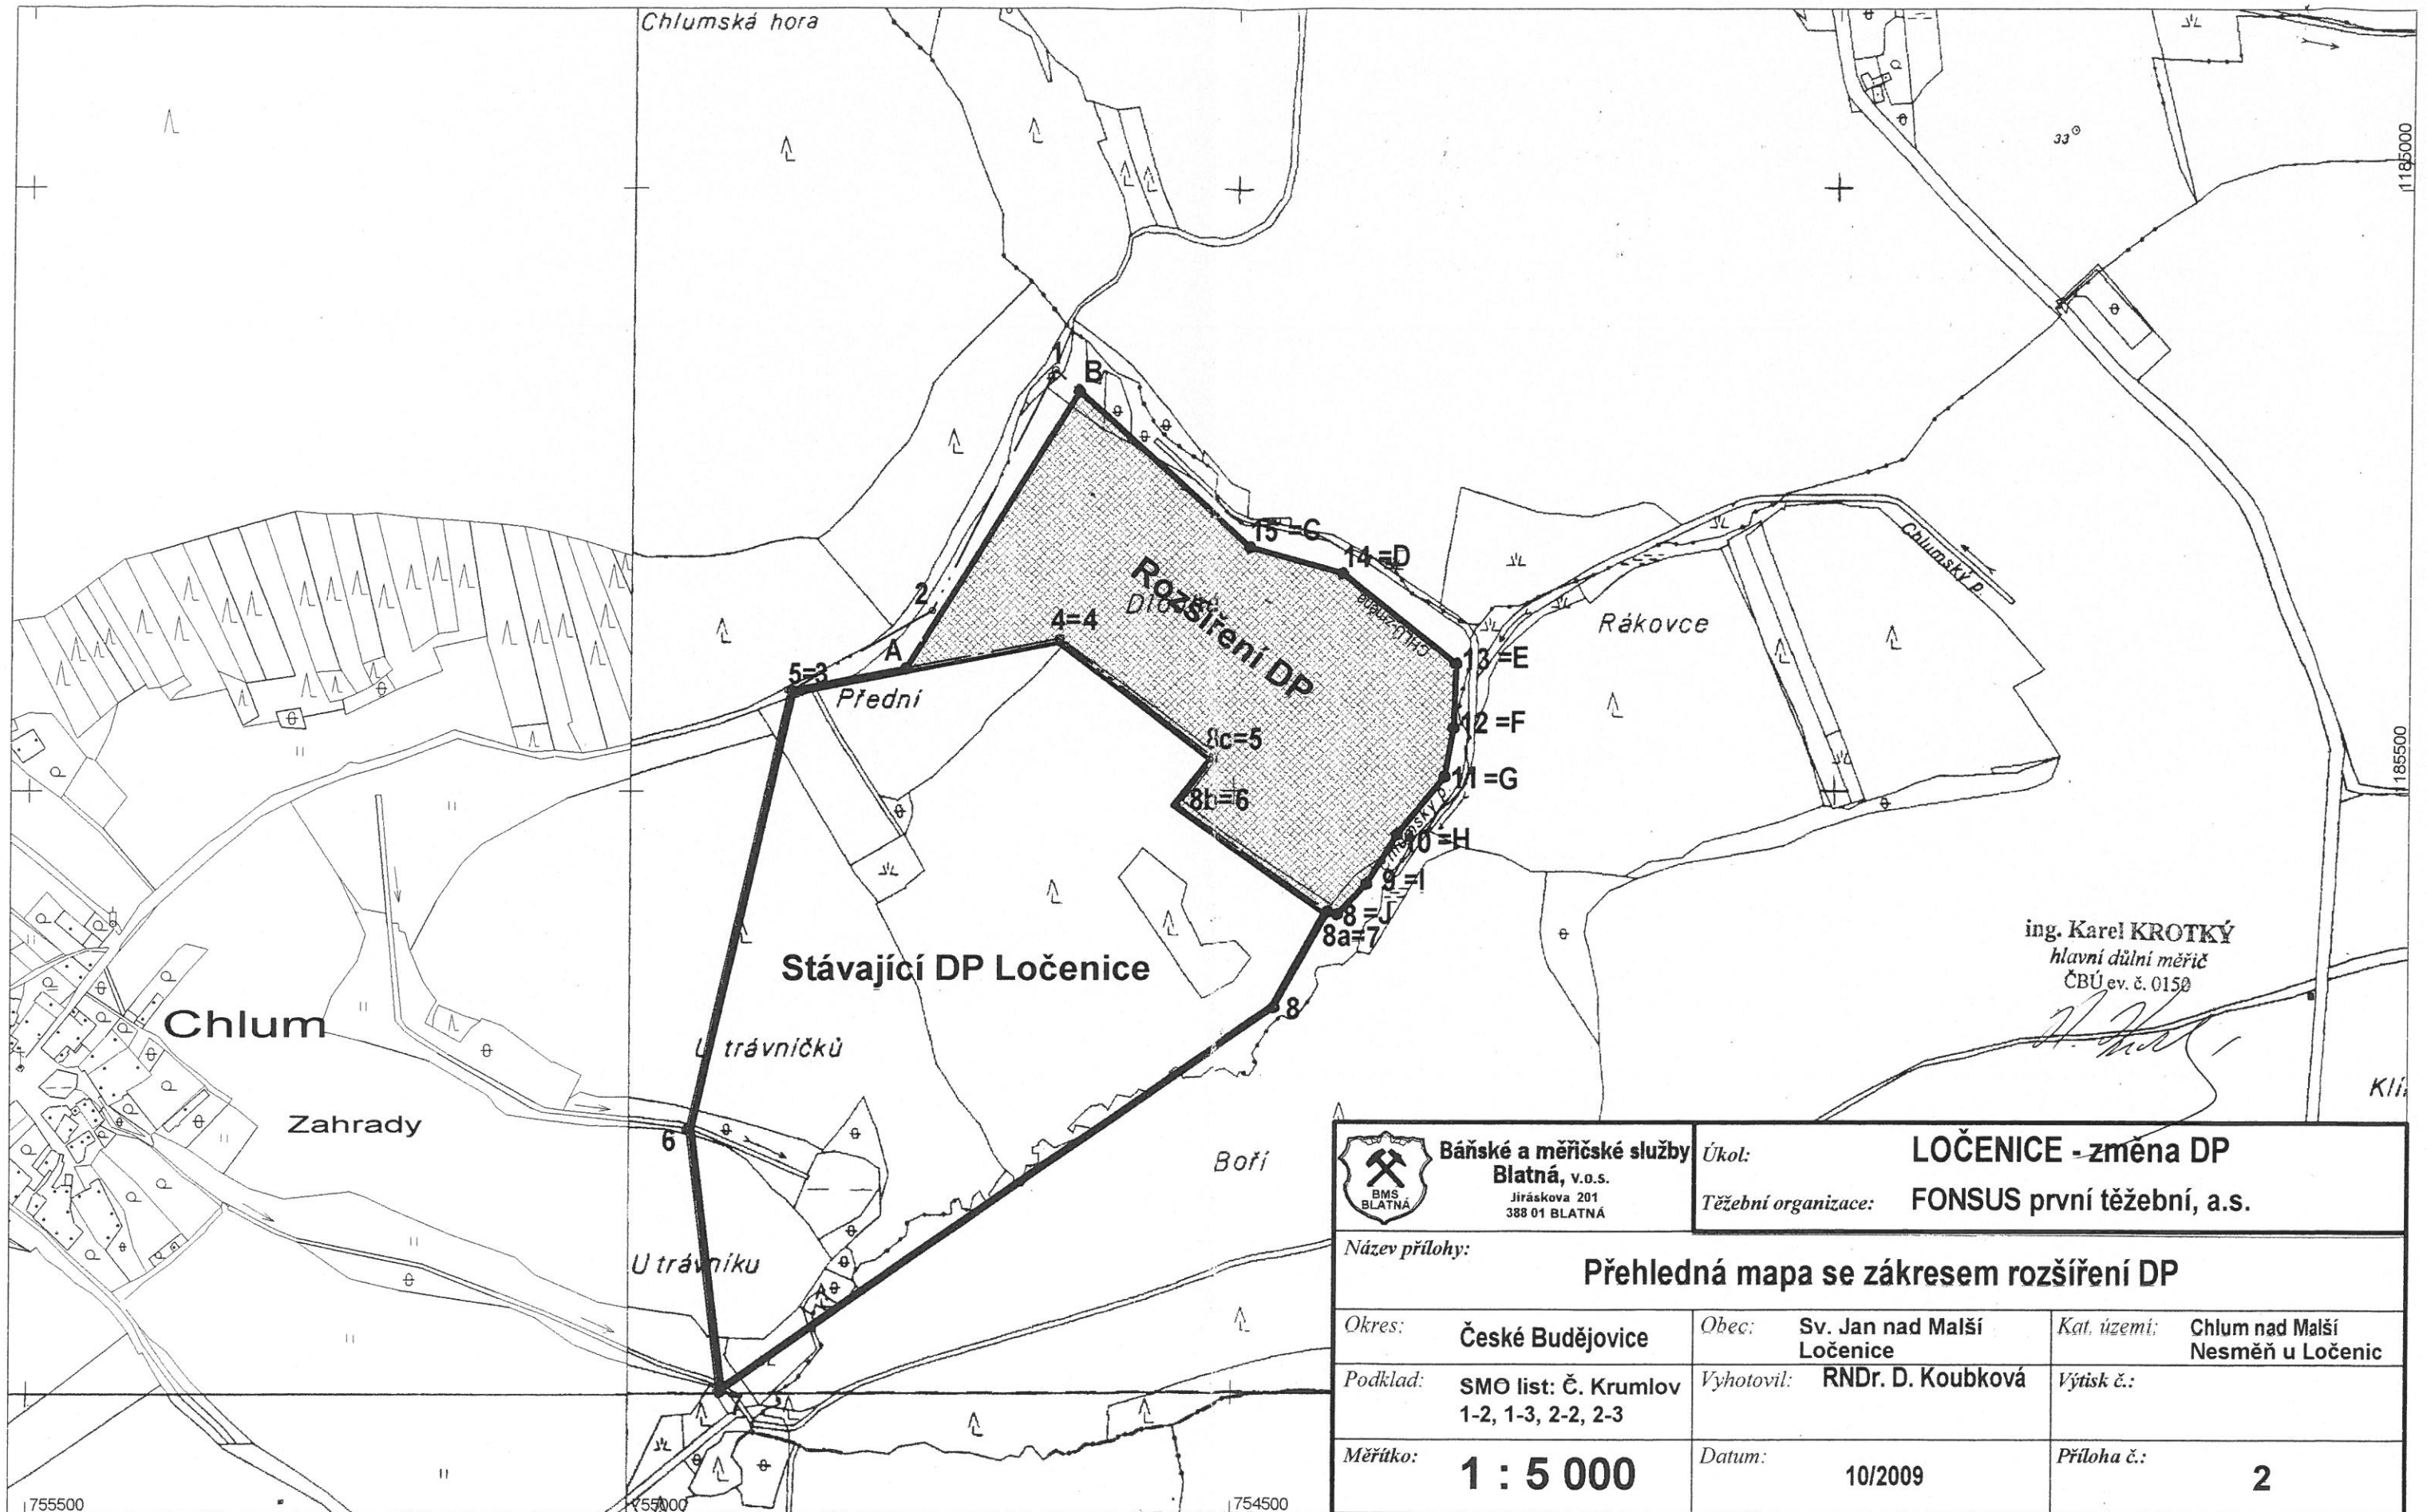 Chlumská hora
33
1185000
1
B
15 =C
14 =D
Chlumský p.
Rozšíření DP
CHLÚ-změna
Rákovce
2
4=4
A
13 =E
5=3
Přední
12 =F
8c=5
185500
11 =G
8b=6
10 =H
9 =I
8 =J
8a=7
ing. Karel KROTKÝ
hlavní důlní měřič
ČBÚ ev. č. 0150
Stávající DP Ločenice
8
Chlum
U trávníčků
Zahrady
6
Boří
U trávníku
755500
755000
754500
BMS
BLATNÁ
Báňské a měřičské služby
Blatná, v.o.s.
Jiráskova 201
388 01 BLATNÁ
Úkol: LOČENICE - změna DP
Těžební organizace: FONSUS první těžební, a.s.
Název přílohy:
Přehledná mapa se zákresem rozšíření DP
Okres: České Budějovice
Obec: Sv. Jan nad Malší
Ločenice
Kat. území: Chlum nad Malší
Nesměň u Ločenic
Podklad: SMO list: Č. Krumlov
1-2, 1-3, 2-2, 2-3
Vyhotovil: RNDr. D. Koubková
Výtisk č.:
Měřítko: 1 : 5 000
Datum: 10/2009
Příloha č.: 2